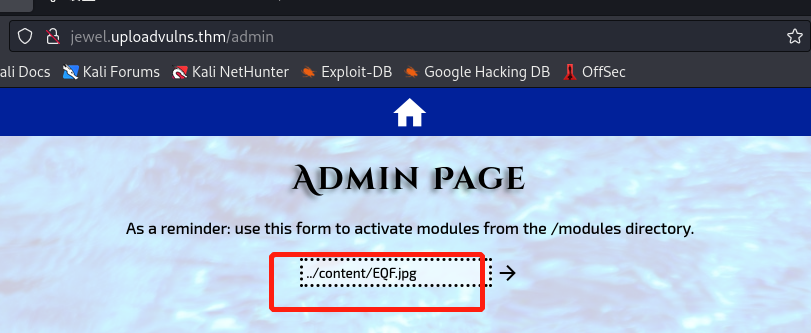 jewel.uploadvulns.thm/admin
ali Docs Kali Forums Kali NetHunter Exploit-DB Google Hacking DB OffSec
Admin Page
As a reminder: use this form to activate modules from the /modules directory.
../content/EQF.jpg